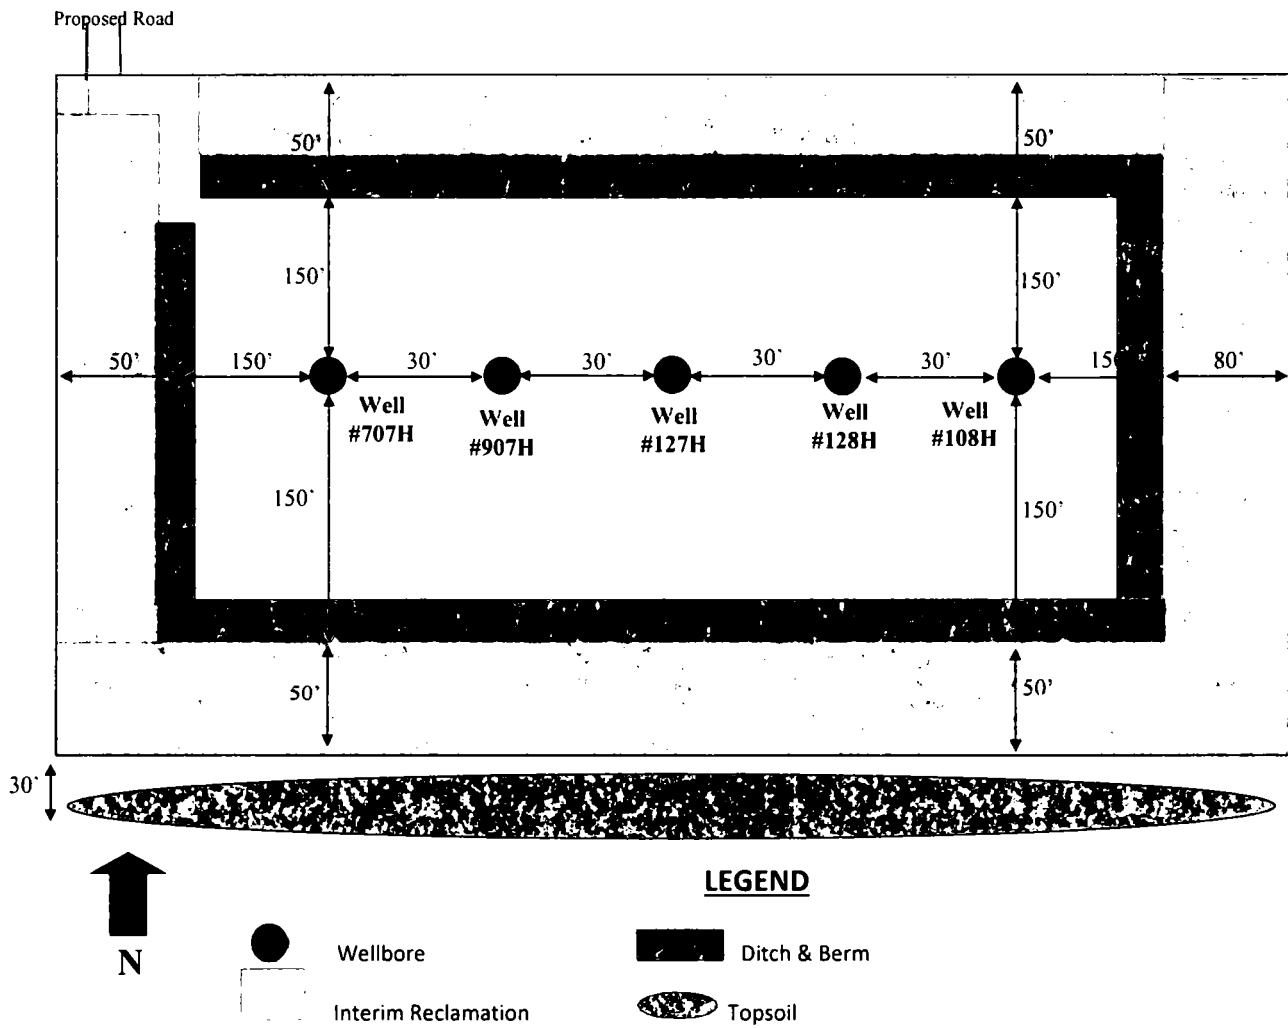 Proposed Road
50' 50'
150' 150'
50' 150' 30' 30' 30' 30' 15 80'
Well
#707H
Well
#907H
Well
#127H
Well
#128H
Well
#108H
150' 150'
50' 50'
30'
LEGEND
N
Wellbore
Ditch & Berm
Interim Reclamation
Topsoil